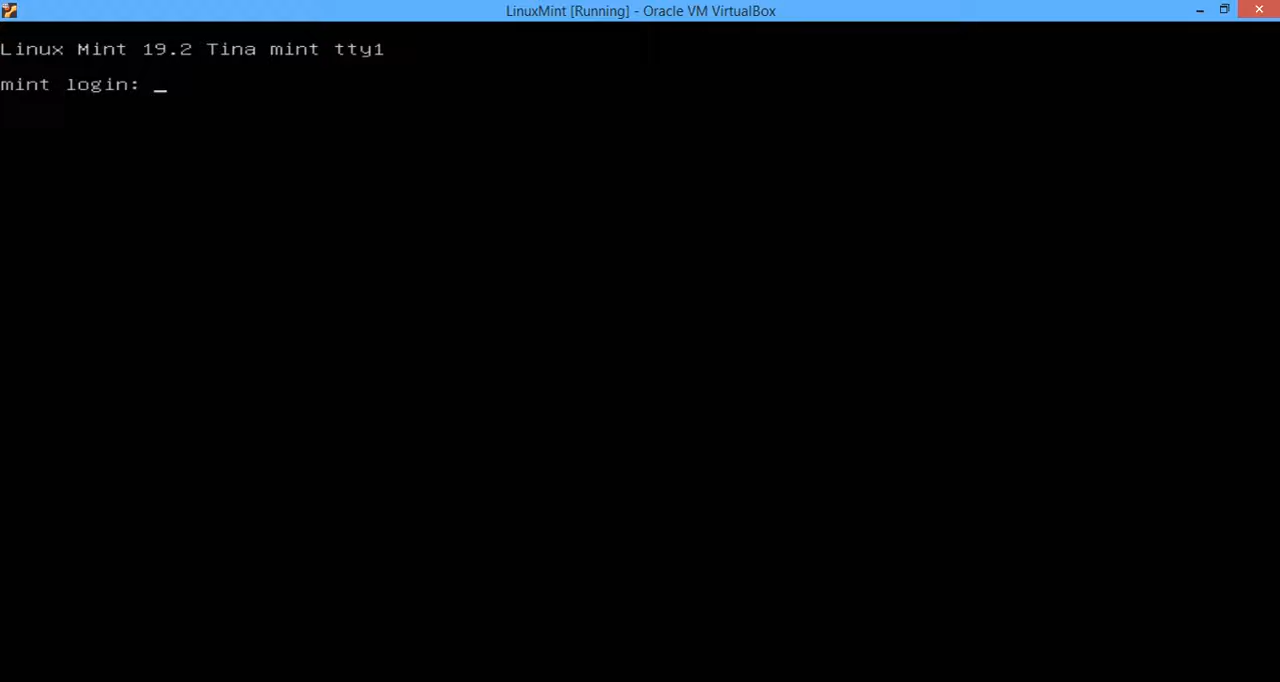 LinuxMint [Running] - Oracle VM VirtualBox
Linux Mint 19.2 Tina mint tty1
mint login: _